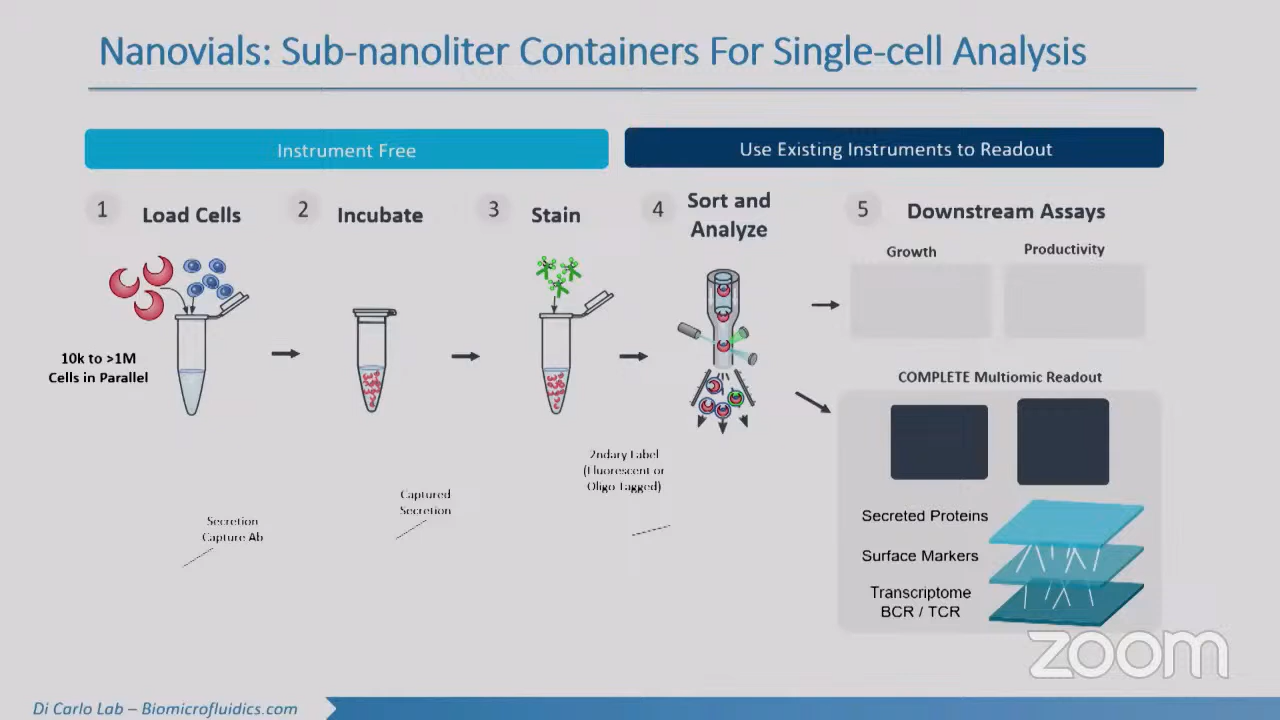 Nanovials: Sub-nanoliter Containers For Single-cell Analysis
Instrument Free
Use Existing Instruments to Readout
1
Load Cells
2
Incubate
3
Stain
4
Sort and
Analyze
5
Downstream Assays
Growth
Productivity
10k to >1M
Cells in Parallel
COMPLETE Multiomic Readout
2ndary Label
(Fluorescent or
Oligo Tagged)
Captured
Secretion
Secretion
Capture Ab
Secreted Proteins
Surface Markers
Transcriptome
BCR / TCR
zoom
Di Carlo Lab – Biomicrofluidics.com